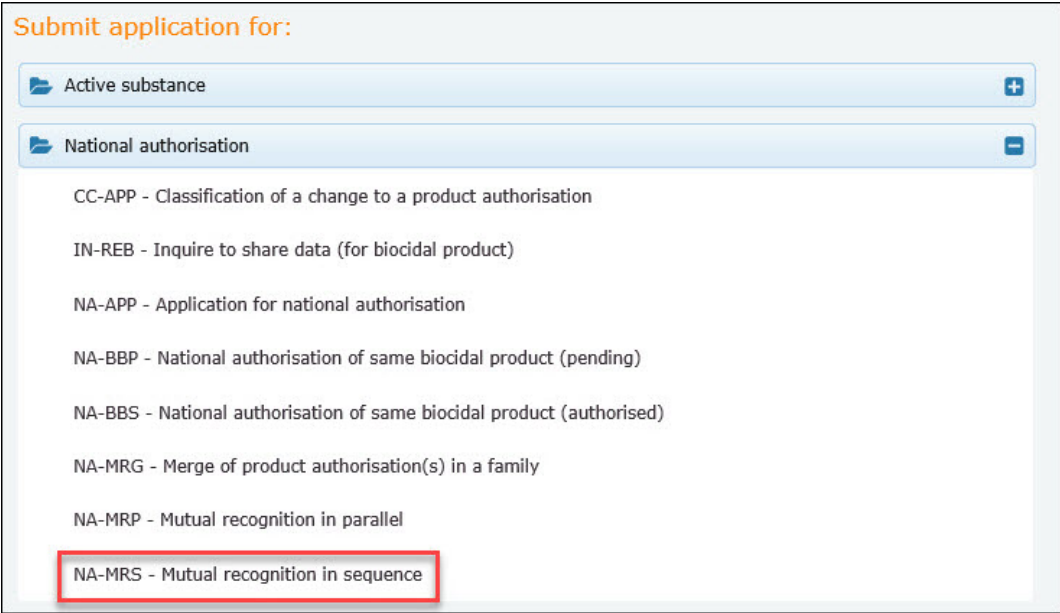 Submit application for:
Active substance
National authorisation
CC-APP - Classification of a change to a product authorisation
IN-REB - Inquire to share data (for biocidal product)
NA-APP - Application for national authorisation
NA-BBP - National authorisation of same biocidal product (pending)
NA-BBS - National authorisation of same biocidal product (authorised)
NA-MRG - Merge of product authorisation(s) in a family
NA-MRP - Mutual recognition in parallel
NA-MRS - Mutual recognition in sequence